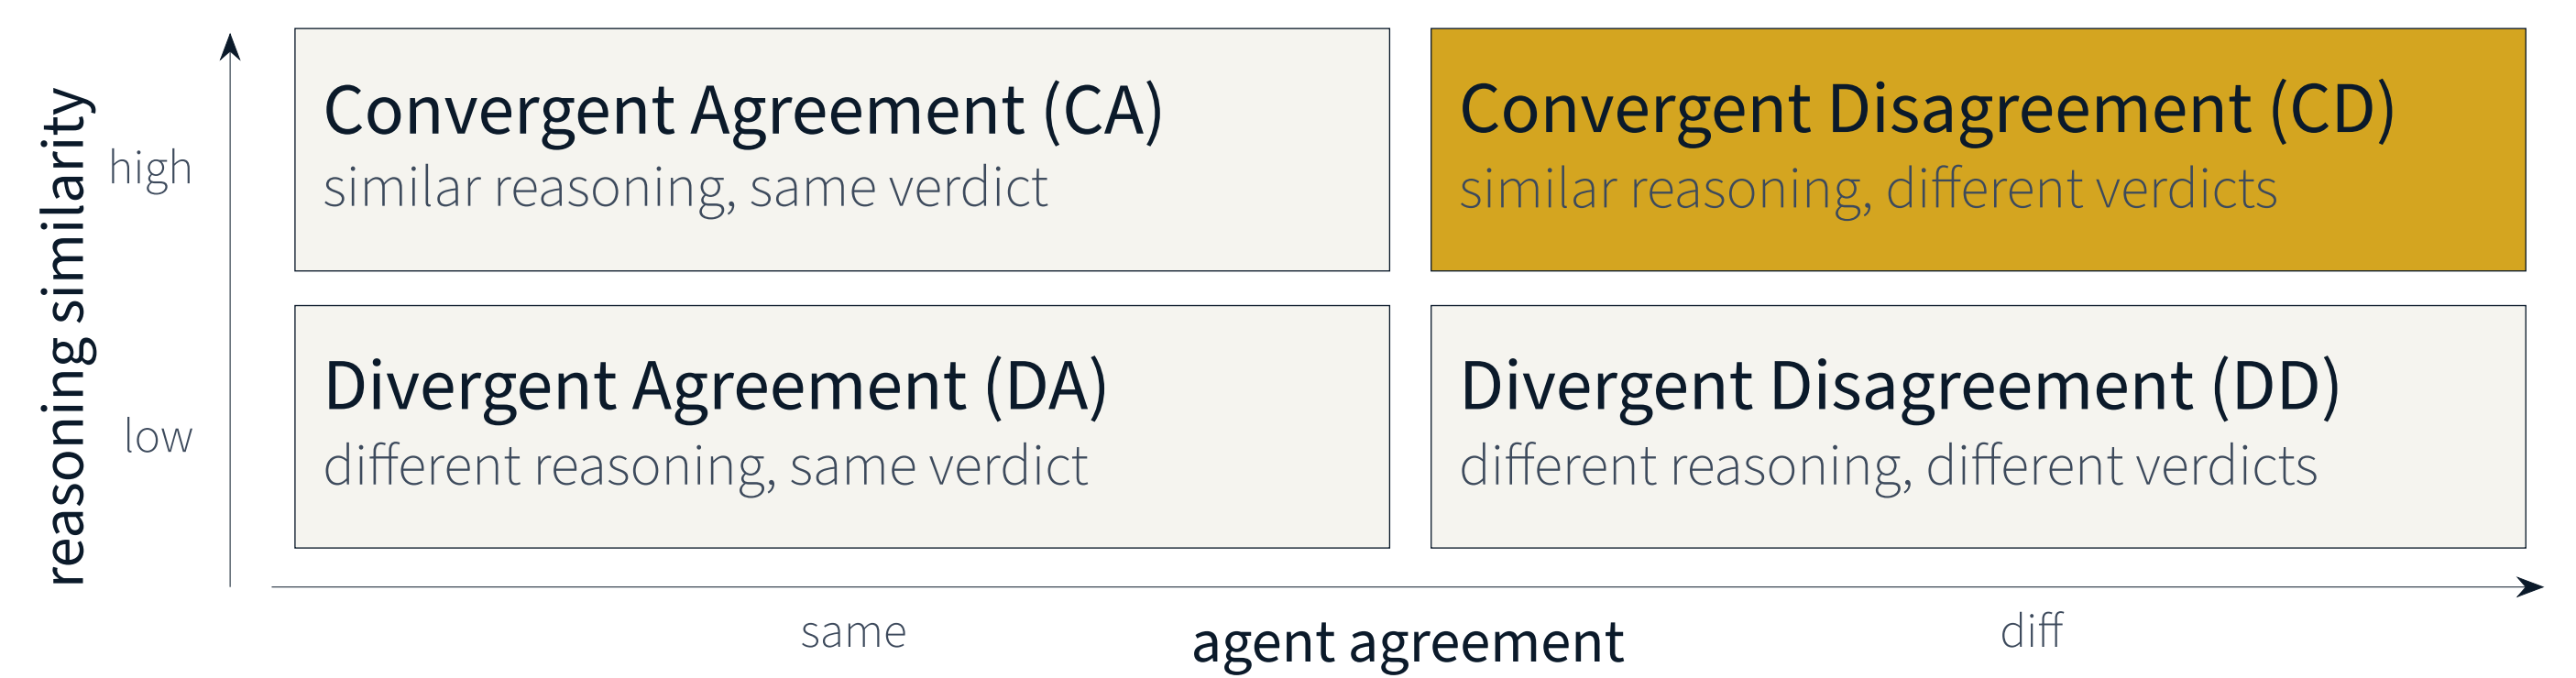 reasoning similarity
high
low
Convergent Agreement (CA)
similar reasoning, same verdict
Convergent Disagreement (CD)
similar reasoning, different verdicts
Divergent Agreement (DA)
different reasoning, same verdict
Divergent Disagreement (DD)
different reasoning, different verdicts
same
agent agreement
diff